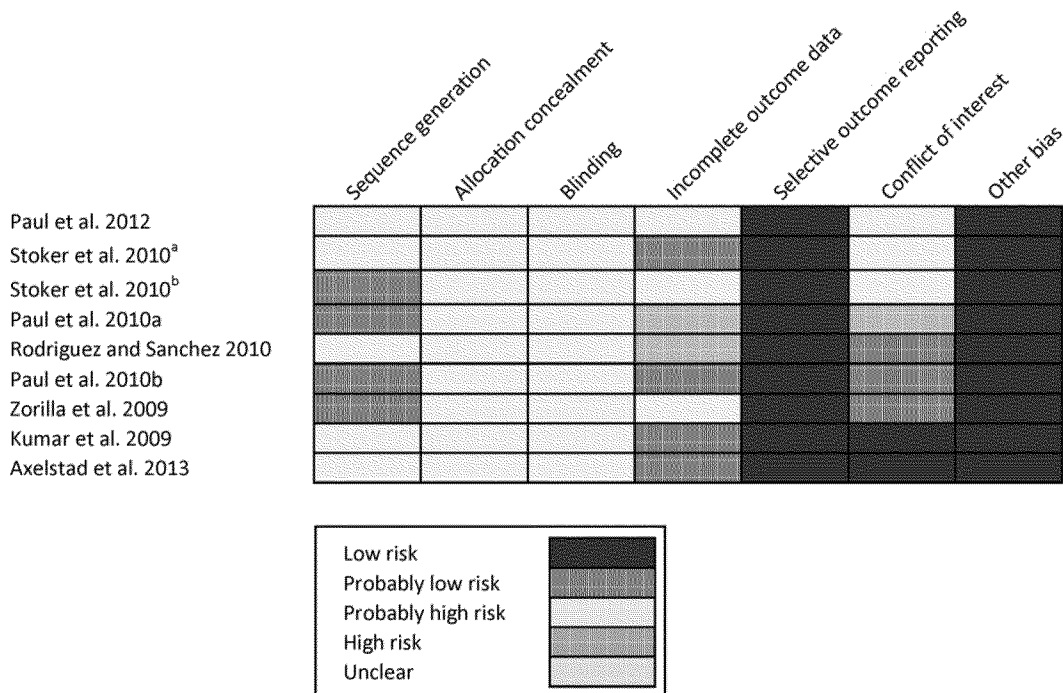 Sequence generation
Allocation concealment
Blinding
Incomplete outcome data
Selective outcome reporting
Conflict of interest
Other bias
Paul et al. 2012
Stoker et al. 2010ᵃ
Stoker et al. 2010ᵇ
Paul et al. 2010a
Rodriguez and Sanchez 2010
Paul et al. 2010b
Zorilla et al. 2009
Kumar et al. 2009
Axelstad et al. 2013
Low risk
Probably low risk
Probably high risk
High risk
Unclear